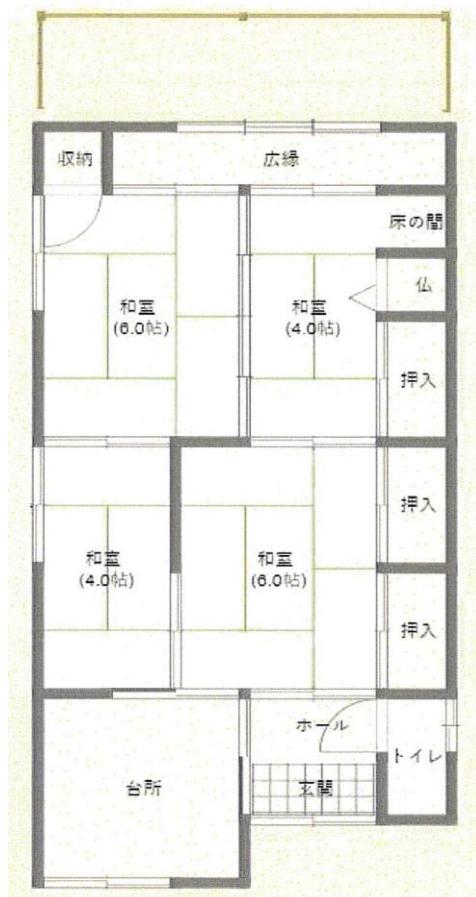 収納
広縁
床の間
仏
和室
(6.0帖)
和室
(4.0帖)
押入
押入
和室
(4.0帖)
和室
(6.0帖)
押入
ホール
トイレ
台所
玄関